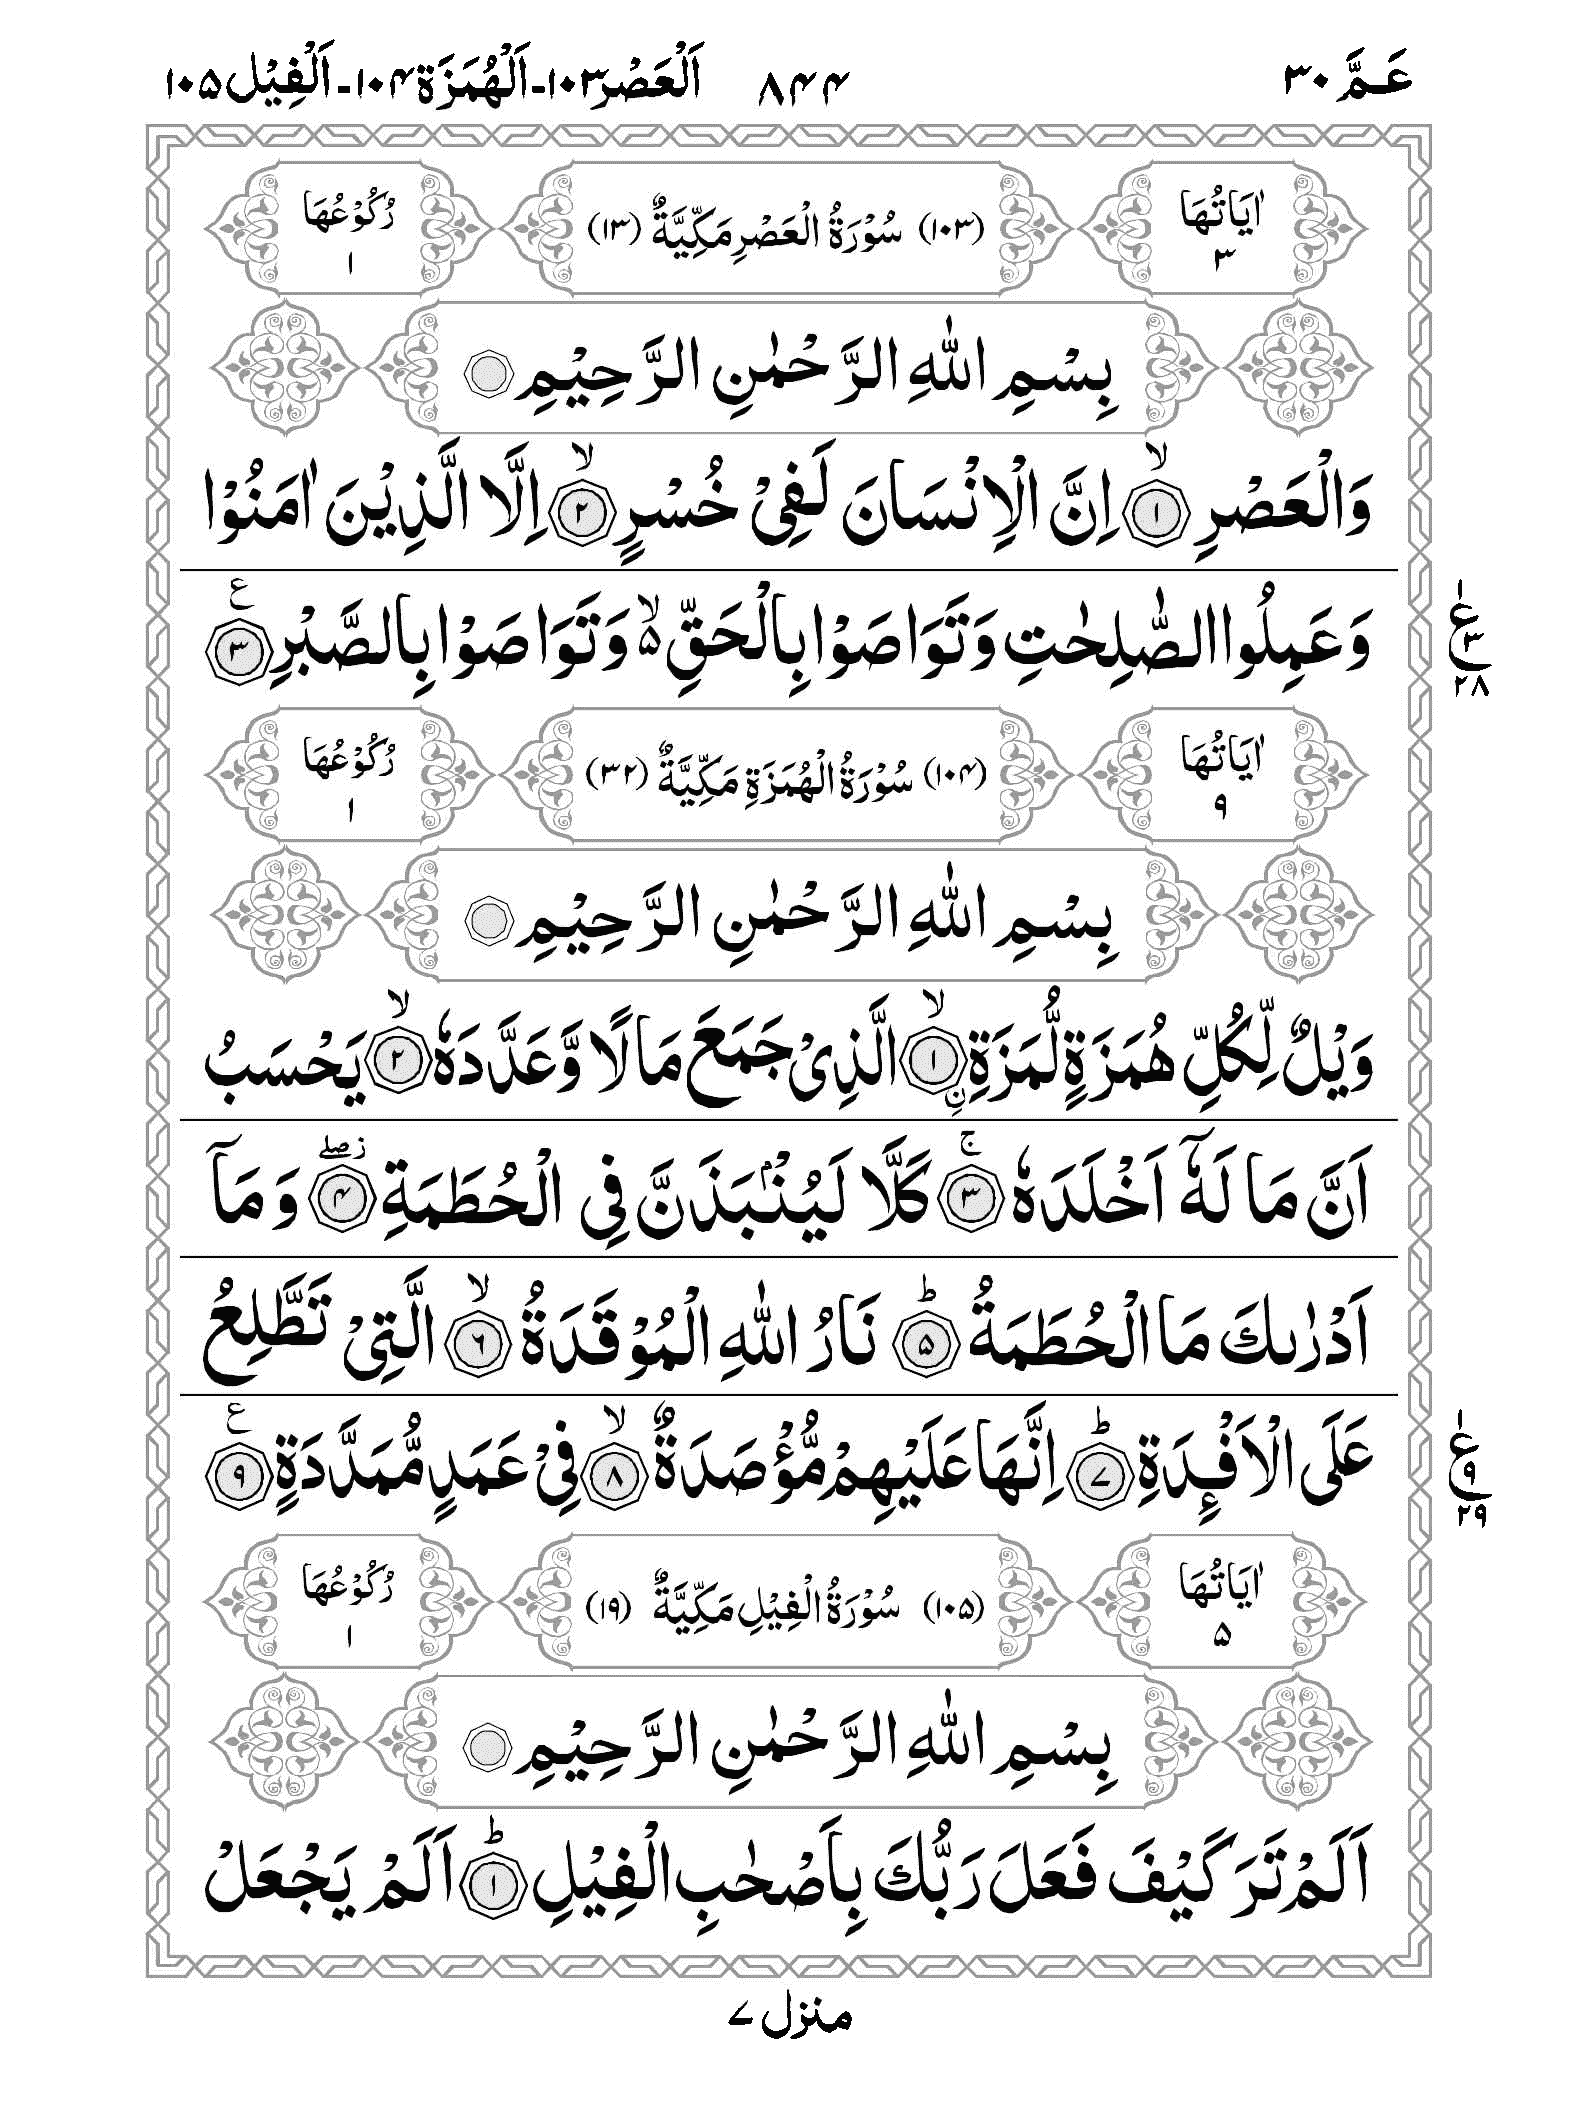 عَمَّ ٣٠ ٨٤٤ اَلْعَصْر ١٠٣ - اَلْهُمَزَة ١٠٤ - اَلْفِيْل ١٠٥
اٰيَاتُهَا ٣ (١٠٣) سُوْرَةُ الْعَصْرِ مَكِّيَّةٌ (١٣) رُكُوْعُهَا ١
بِسْمِ اللّٰهِ الرَّحْمٰنِ الرَّحِيْمِ
وَالْعَصْرِ ۙ‏﴿١﴾ اِنَّ الْاِنْسَانَ لَفِيْ خُسْرٍ ۙ‏﴿٢﴾ اِلَّا الَّذِيْنَ اٰمَنُوْا
وَعَمِلُوا الصّٰلِحٰتِ وَتَوَاصَوْا بِالْحَقِّ ۙ۬ۥ وَتَوَاصَوْا بِالصَّبْرِ ﴿٣﴾ ع
ع ٣ ٢٨
اٰيَاتُهَا ٩ (١٠٤) سُوْرَةُ الْهُمَزَةِ مَكِّيَّةٌ (٣٢) رُكُوْعُهَا ١
بِسْمِ اللّٰهِ الرَّحْمٰنِ الرَّحِيْمِ
وَيْلٌ لِّكُلِّ هُمَزَةٍ لُّمَزَةِ ۙ‏﴿١﴾ ۨ الَّذِيْ جَمَعَ مَالًا وَّعَدَّدَهٗ ۙ‏﴿٢﴾ يَحْسَبُ
اَنَّ مَا لَهٗۤ اَخْلَدَهٗ ۚ‏﴿٣﴾ كَلَّا لَيُنْۢبَذَنَّ فِي الْحُطَمَةِ ز ۖ‏﴿٤﴾ وَمَاۤ
اَدْرٰىكَ مَا الْحُطَمَةُ ؕ‏﴿٥﴾ نَارُ اللّٰهِ الْمُوْقَدَةُ ۙ‏﴿٦﴾ الَّتِيْ تَطَّلِعُ
عَلَى الْاَفْـِٕدَةِ ؕ‏﴿٧﴾ اِنَّهَا عَلَيْهِمْ مُّؤْصَدَةٌ ۙ‏﴿٨﴾ فِيْ عَمَدٍ مُّمَدَّدَةٍ ﴿٩﴾ ع
ع ٩ ٢٩
اٰيَاتُهَا ٥ (١٠٥) سُوْرَةُ الْفِيْلِ مَكِّيَّةٌ (١٩) رُكُوْعُهَا ١
بِسْمِ اللّٰهِ الرَّحْمٰنِ الرَّحِيْمِ
اَلَمْ تَرَ كَيْفَ فَعَلَ رَبُّكَ بِاَصْحٰبِ الْفِيْلِ ؕ‏﴿١﴾ اَلَمْ يَجْعَلْ
منزل ٧